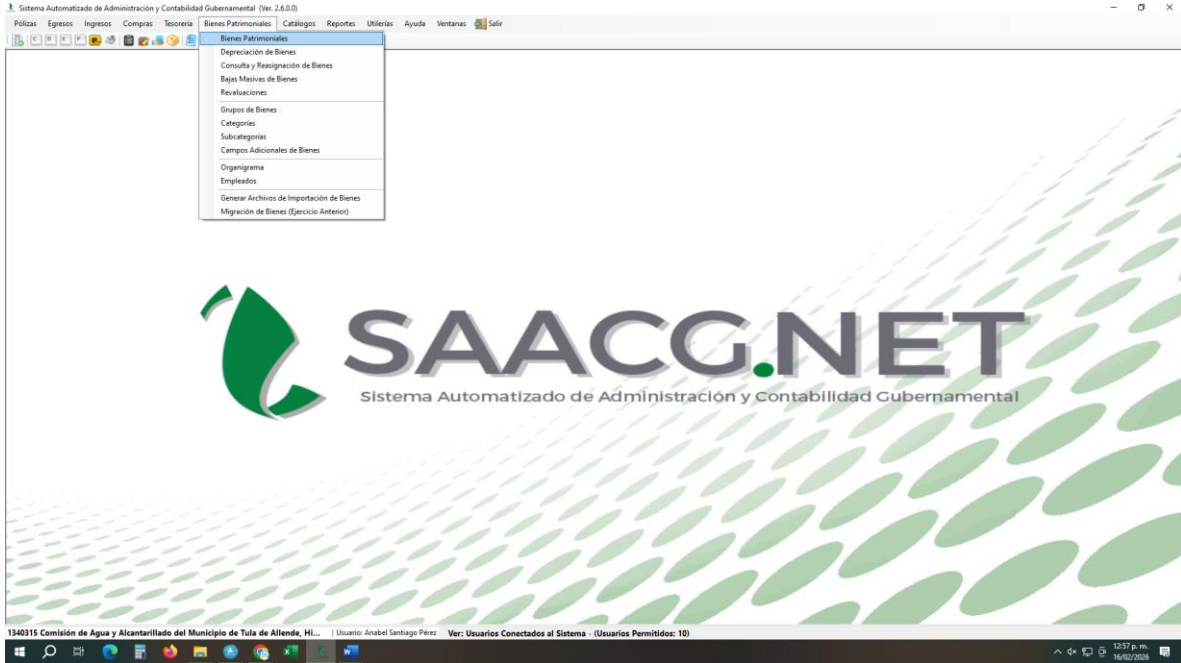 Sistema Automatizado de Administración y Contabilidad Gubernamental (Ver. 2.6.0.0)
Pólizas Egresos Ingresos Compras Tesorería Bienes Patrimoniales Catálogos Reportes Utilerías Ayuda Ventanas Salir
Bienes Patrimoniales
Depreciación de Bienes
Consulta y Reasignación de Bienes
Bajas Masivas de Bienes
Revaluaciones
Grupos de Bienes
Categorías
Subcategorías
Campos Adicionales de Bienes
Organigrama
Empleados
Generar Archivos de Importación de Bienes
Migración de Bienes (Ejercicio Anterior)
SAACG.NET
Sistema Automatizado de Administración y Contabilidad Gubernamental
1340315 Comisión de Agua y Alcantarillado del Municipio de Tula de Allende, Hi... | Usuario: Anabel Santiago Pérez Ver: Usuarios Conectados al Sistema - (Usuarios Permitidos: 10)
12:57 p. m.
16/02/2026